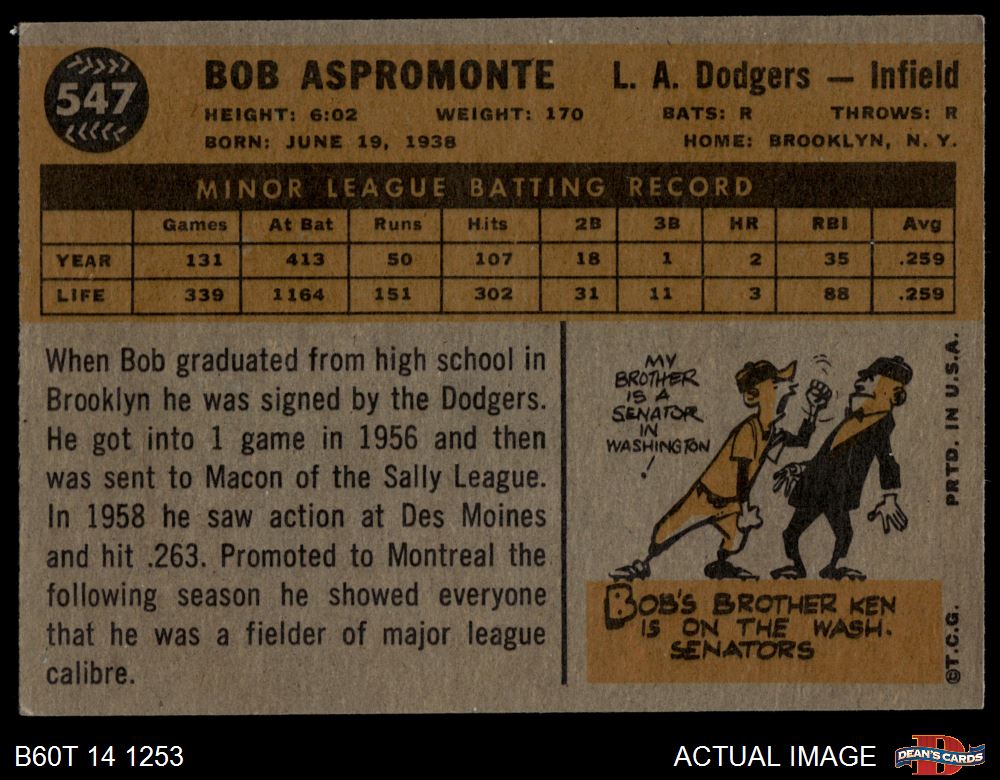 547
BOB ASPROMONTE L. A. Dodgers — Infield
HEIGHT: 6:02 WEIGHT: 170 BATS: R THROWS: R
BORN: JUNE 19, 1938 HOME: BROOKLYN, N. Y.
MINOR LEAGUE BATTING RECORD
Games At Bat Runs Hits 2B 3B HR RBI Avg
YEAR 131 413 50 107 18 1 2 35 .259
LIFE 339 1164 151 302 31 11 3 88 .259
When Bob graduated from high school in
Brooklyn he was signed by the Dodgers.
He got into 1 game in 1956 and then
was sent to Macon of the Sally League.
In 1958 he saw action at Des Moines
and hit .263. Promoted to Montreal the
following season he showed everyone
that he was a fielder of major league
calibre.
MY
BROTHER
IS A
SENATOR
IN
WASHINGTON
!
BOB'S BROTHER KEN
IS ON THE WASH.
SENATORS
©T.C.G. PRTD. IN U.S.A.
B60T 14 1253 ACTUAL IMAGE
D
DEAN'S CARDS